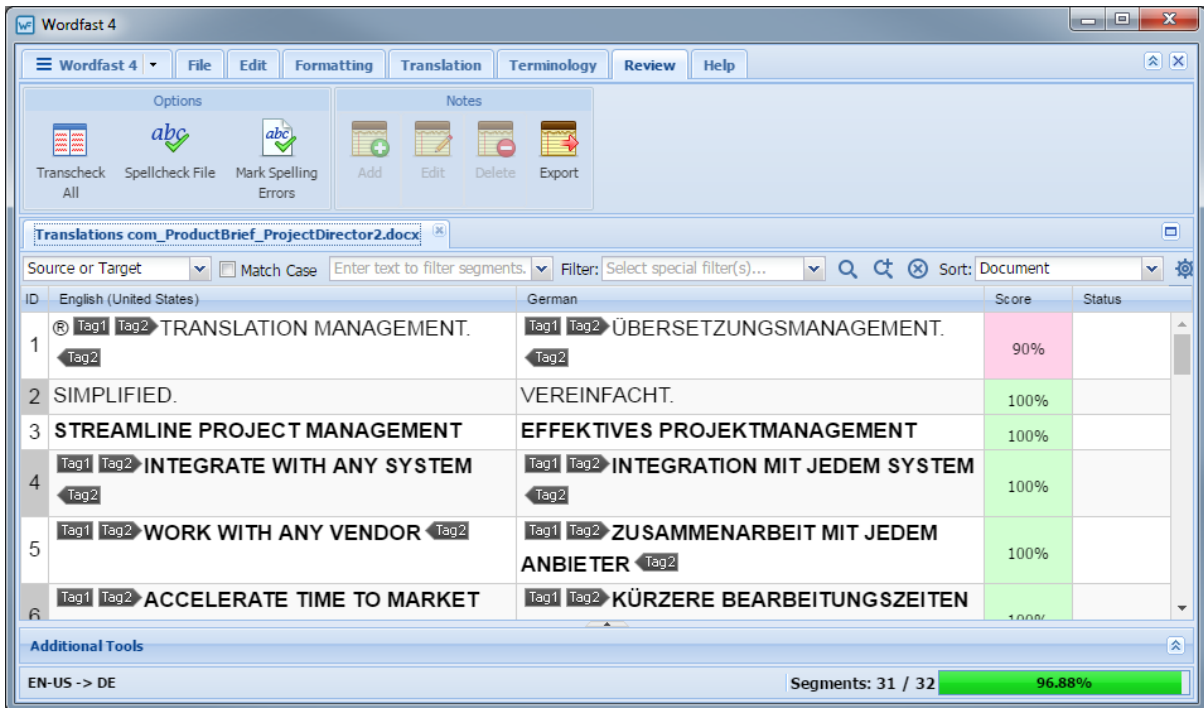 WF Wordfast 4
Wordfast 4 File Edit Formatting Translation Terminology Review Help
Options Notes
abc abc
Transcheck Spellcheck File Mark Spelling Add Edit Delete Export
All Errors
Translations com_ProductBrief_ProjectDirector2.docx
Source or Target Match Case Enter text to filter segments. Filter: Select special filter(s)... Sort: Document
ID English (United States) German Score Status
1 ® Tag1 Tag2 TRANSLATION MANAGEMENT. Tag1 Tag2 ÜBERSETZUNGSMANAGEMENT. 90%
Tag2 Tag2
2 SIMPLIFIED. VEREINFACHT. 100%
3 STREAMLINE PROJECT MANAGEMENT EFFEKTIVES PROJEKTMANAGEMENT 100%
4 Tag1 Tag2 INTEGRATE WITH ANY SYSTEM Tag1 Tag2 INTEGRATION MIT JEDEM SYSTEM 100%
Tag2 Tag2
5 Tag1 Tag2 WORK WITH ANY VENDOR Tag2 Tag1 Tag2 ZUSAMMENARBEIT MIT JEDEM 100%
ANBIETER Tag2
6 Tag1 Tag2 ACCELERATE TIME TO MARKET Tag1 Tag2 KÜRZERE BEARBEITUNGSZEITEN 100%
Additional Tools
EN-US -> DE Segments: 31 / 32 96.88%